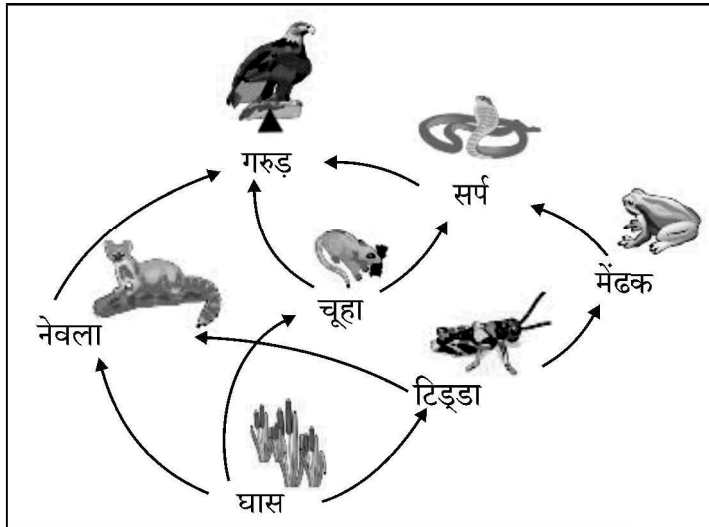 गरुड़
सर्प
मेंढक
चूहा
नेवला
टिड्डा
घास